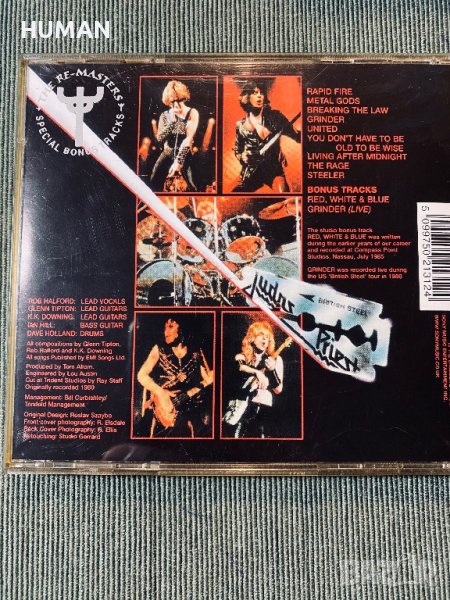 HUMAN
THE RE-MASTERS
SPECIAL BONUS TRACKS
RAPID FIRE
METAL GODS
BREAKING THE LAW
GRINDER
UNITED
YOU DON'T HAVE TO BE
OLD TO BE WISE
LIVING AFTER MIDNIGHT
THE RAGE
STEELER
BONUS TRACKS
RED, WHITE & BLUE
GRINDER (LIVE)
The studio bonus track
RED, WHITE & BLUE was written
during the earlier years of our career
and recorded at Compass Point
Studios, Nassau, July 1985
GRINDER was recorded live during
the US 'British Steel' tour in 1980
5 099750 213124
Judas
BRITISH STEEL
Priest
ROB HALFORD: LEAD VOCALS
GLENN TIPTON: LEAD GUITARS
K.K. DOWNING: LEAD GUITARS
IAN HILL: BASS GUITAR
DAVE HOLLAND: DRUMS
All compositions by Glenn Tipton,
Rob Halford and K.K. Downing
All songs Published by EMI Songs Ltd.
Produced by Tom Allom.
Engineered by Lou Austin
Cut at Trident Studios by Ray Staff
Originally recorded 1980
Management: Bill Curbishley/
Trinifold Management
Original Design: Roslav Szaybo
Front cover Photography: R. Elsdale
Back Cover Photography: R. Ellis
Retouching: Studio Gerrard
SONY MUSIC ENTERTAINMENT INC.